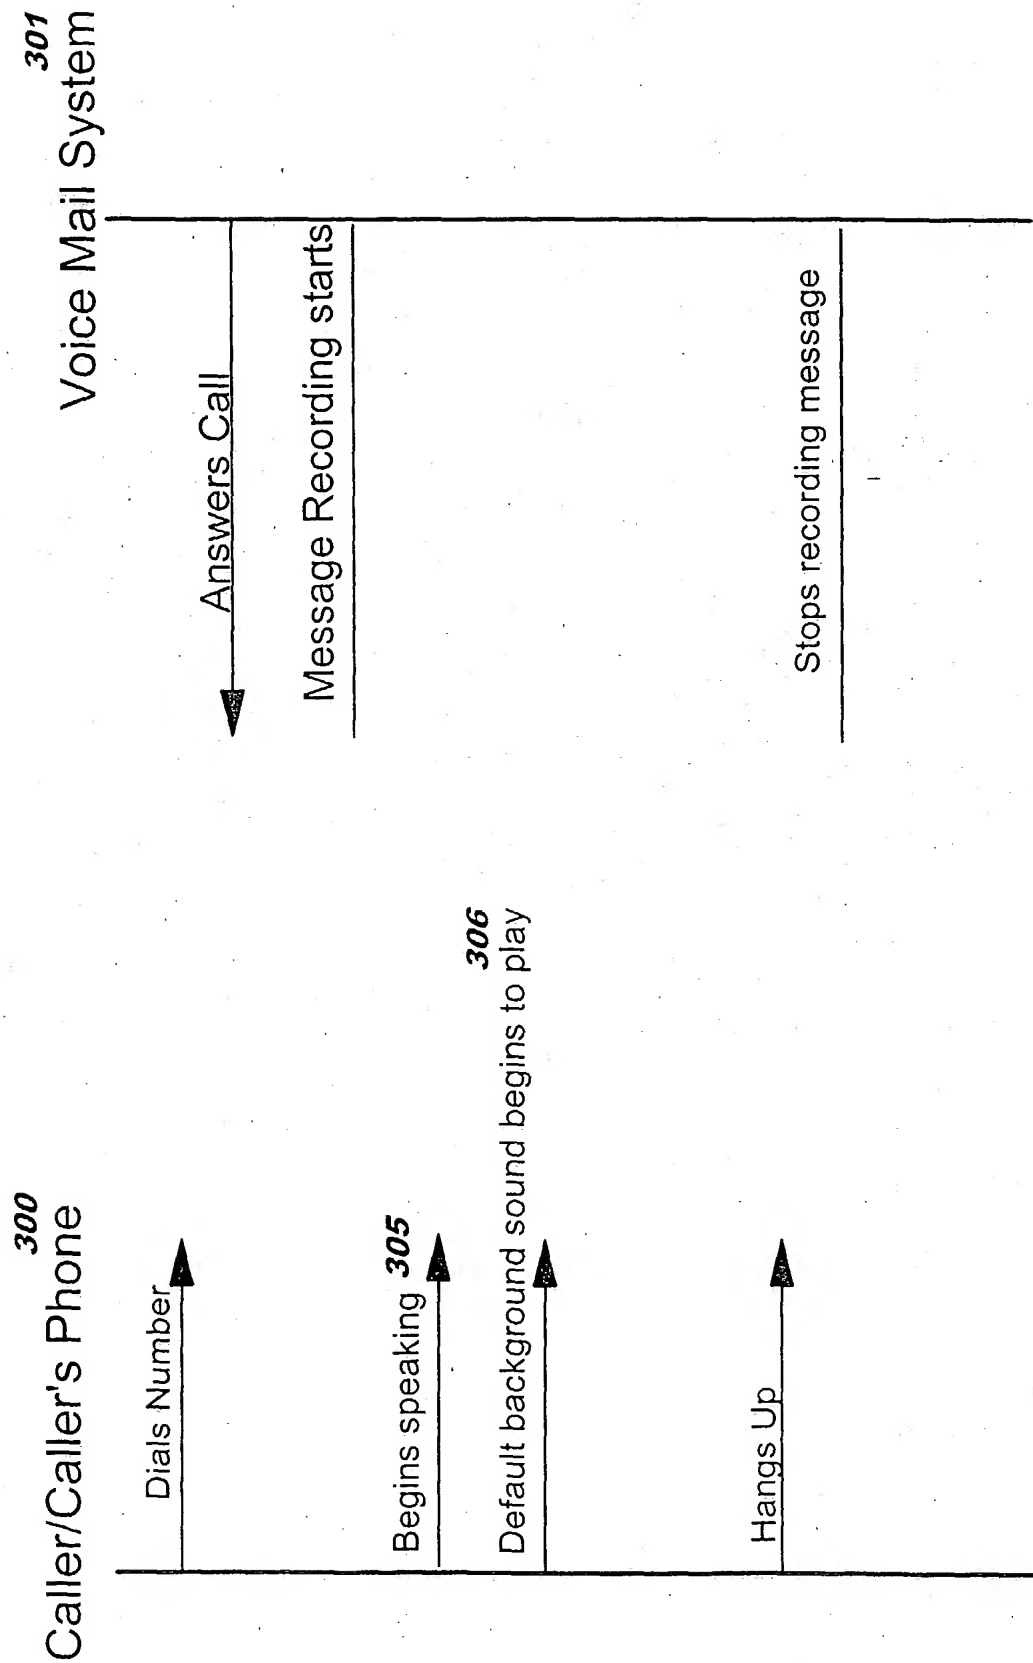 300
Caller/Caller's Phone
301
Voice Mail System
Dials Number
Answers Call
Message Recording starts
Begins speaking 305
306
Default background sound begins to play
Hangs Up
Stops recording message